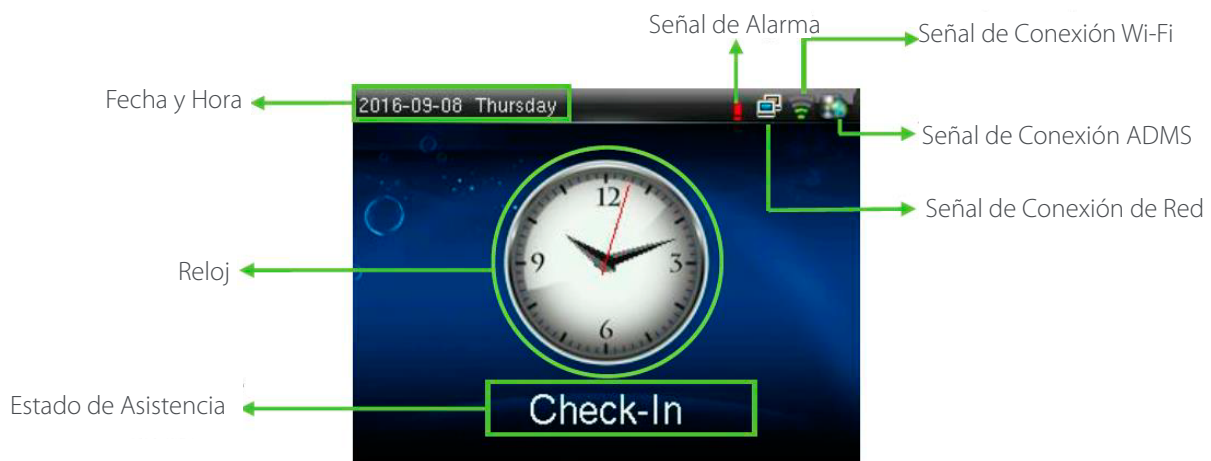 Señal de Alarma
Señal de Conexión Wi-Fi
Fecha y Hora
2016-09-08 Thursday
Señal de Conexión ADMS
Señal de Conexión de Red
12
9
3
6
Reloj
Estado de Asistencia
Check-In